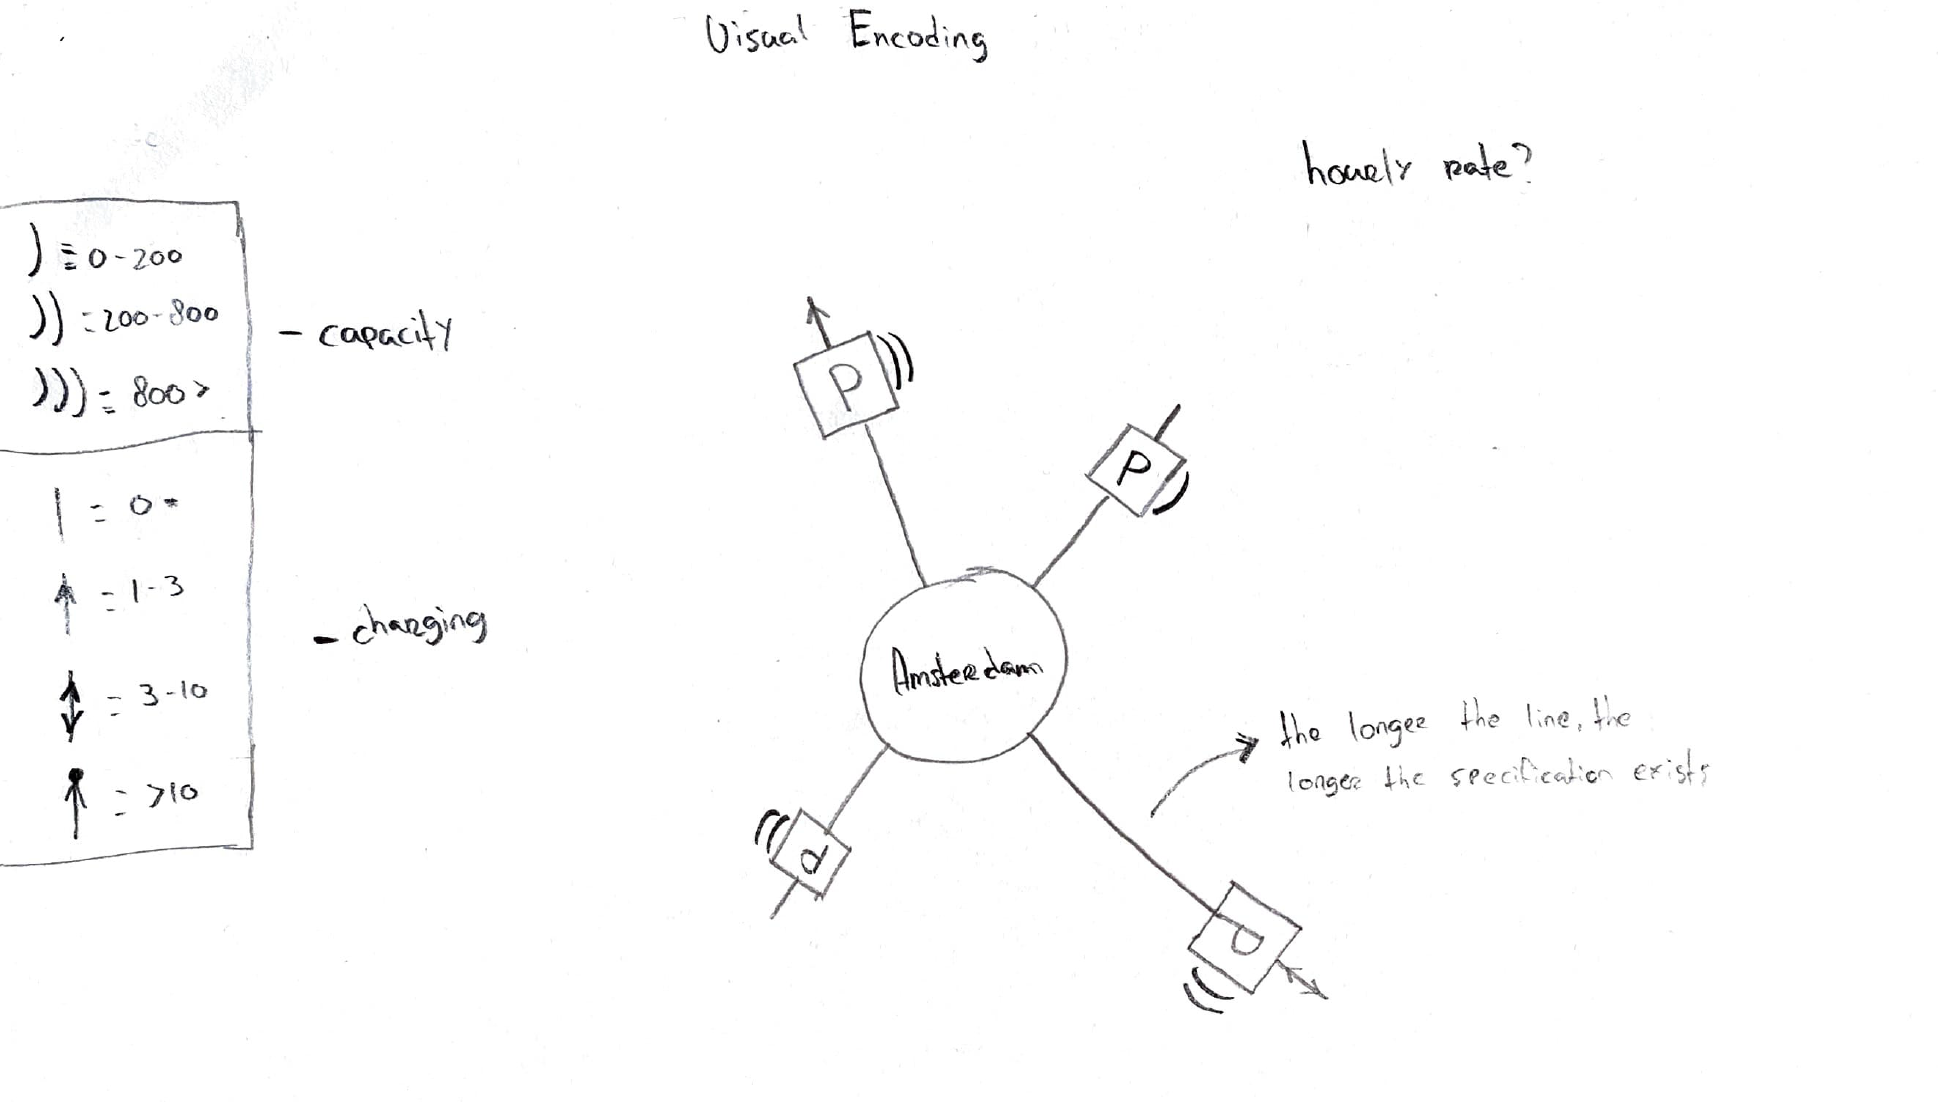 Visual Encoding
hourly rate?
) = 0-200
)) = 200-800
))) = 800 >
- capacity
| = 0
↑ = 1-3
↕ = 3-10
↑ = >10
- charging
P
P
Amsterdam
the longer the line, the
longer the specification exists
P
P